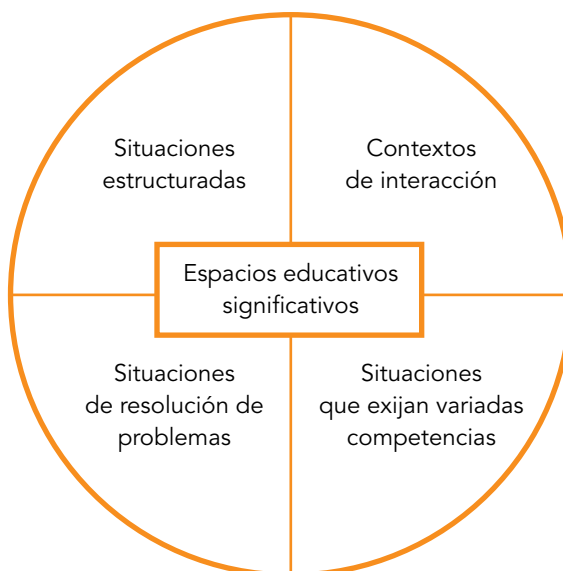 Situaciones
estructuradas
Contextos
de interacción
Espacios educativos
significativos
Situaciones
de resolución de
problemas
Situaciones
que exijan variadas
competencias